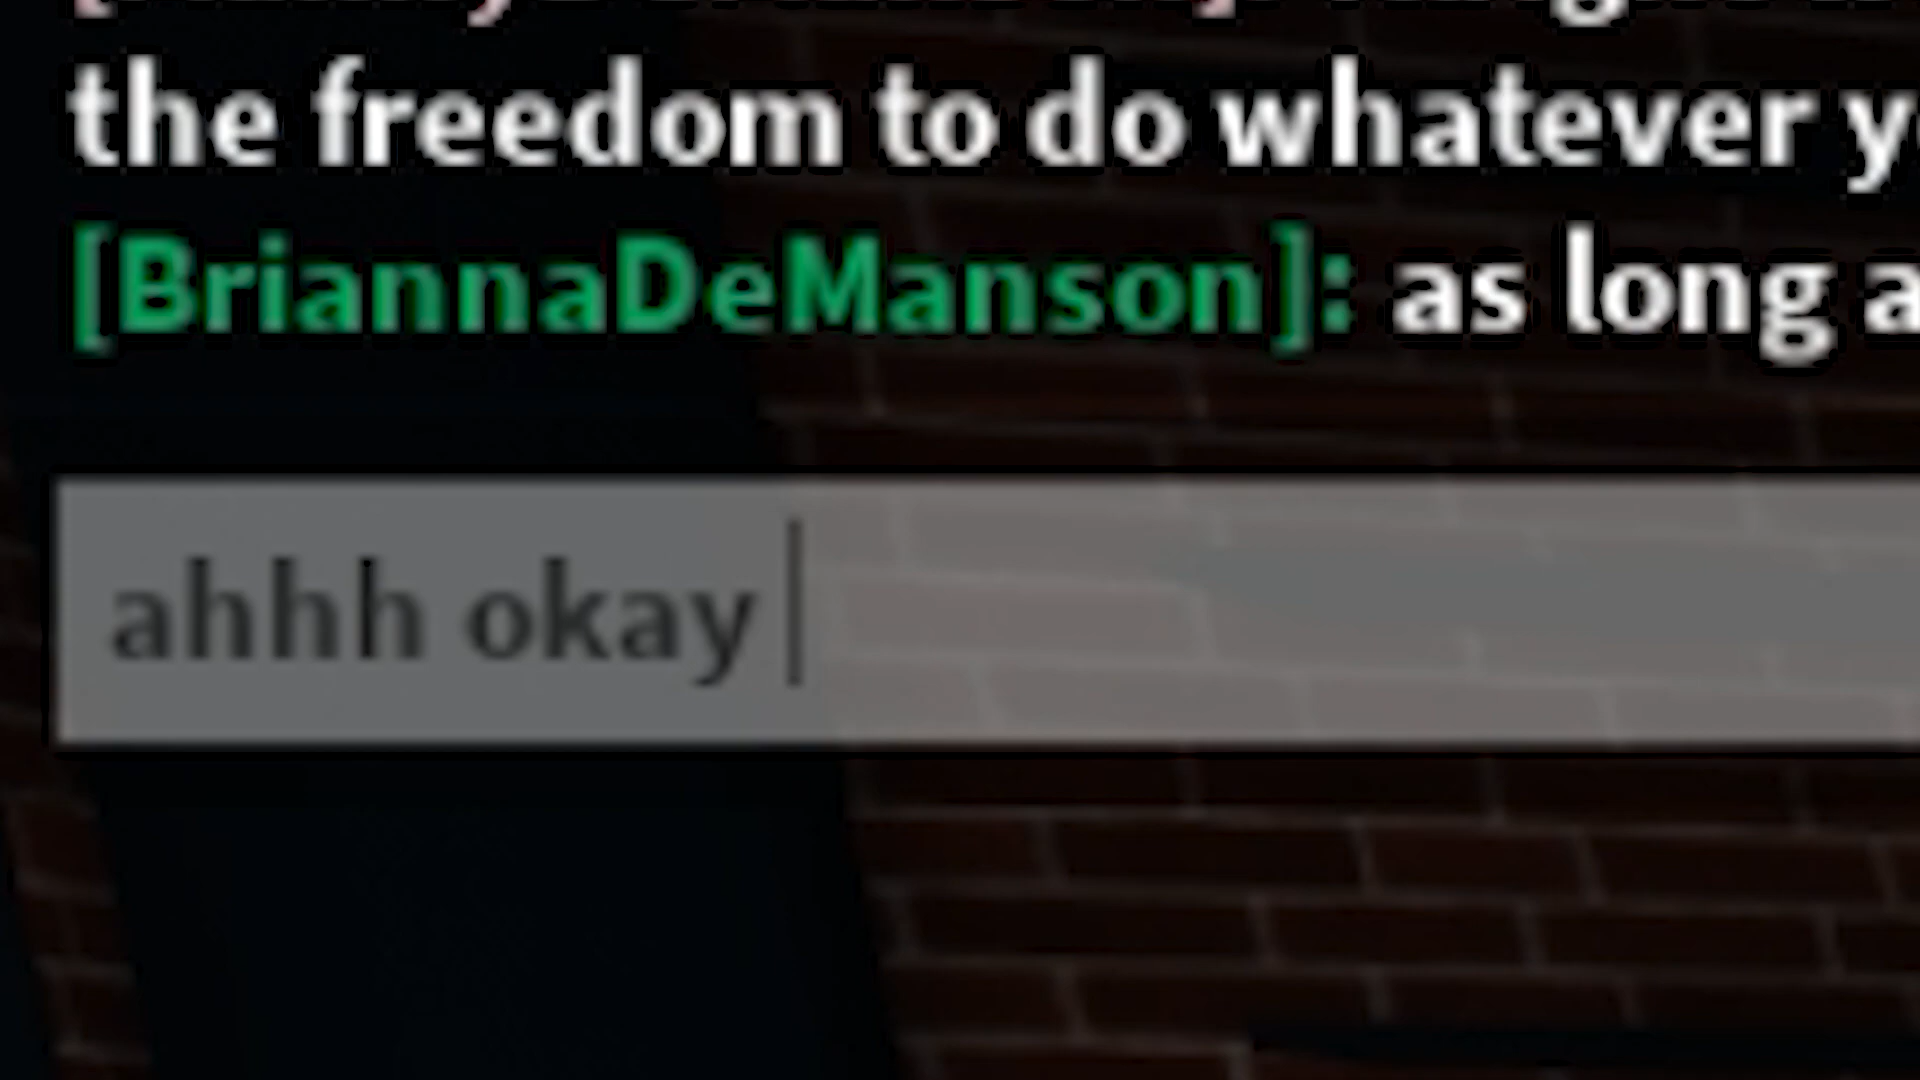 the freedom to do whatever
[BriannaDeManson]: as long
ahhh okay